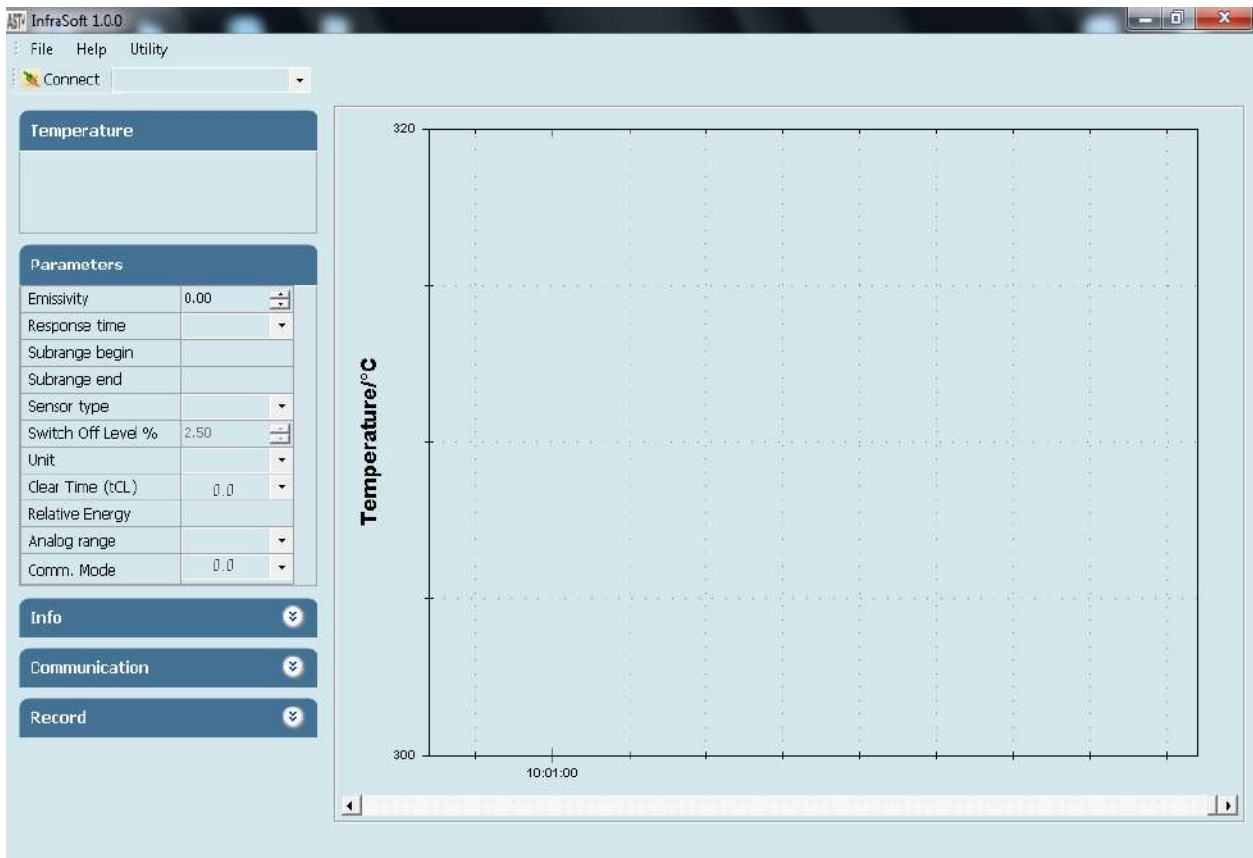 AST InfraSoft 1.0.0
File Help Utility
Connect
Temperature
Parameters
Emissivity 0.00
Response time
Subrange begin
Subrange end
Sensor type
Switch Off Level % 2.50
Unit
Clear Time (tCL) 0.0
Relative Energy
Analog range
Comm. Mode 0.0
Info
Communication
Record
320
Temperature/°C
300
10:01:00